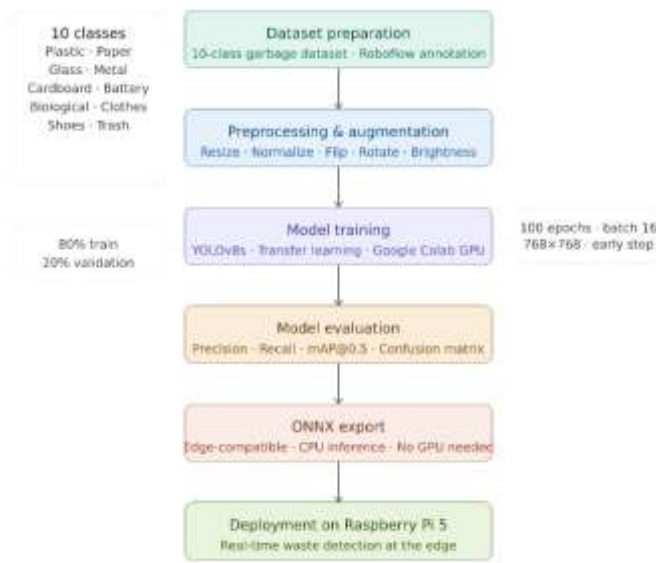 10 classes
Plastic · Paper
Glass · Metal
Cardboard · Battery
Biological · Clothes
Shoes · Trash
Dataset preparation
10-class garbage dataset · Roboflow annotation
Preprocessing & augmentation
Resize · Normalize · Flip · Rotate · Brightness
80% train
20% validation
Model training
YOLOv8s · Transfer learning · Google Colab GPU
100 epochs · batch 16
768×768 · early stop
Model evaluation
Precision · Recall · mAP@0.5 · Confusion matrix
ONNX export
Edge-compatible · CPU inference · No GPU needed
Deployment on Raspberry Pi 5
Real-time waste detection at the edge